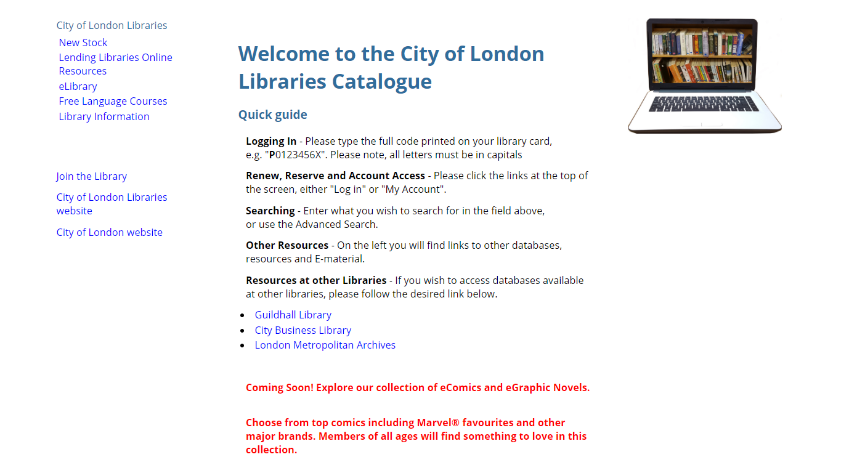 City of London Libraries
New Stock
Lending Libraries Online
Resources
eLibrary
Free Language Courses
Library Information
Join the Library
City of London Libraries
website
City of London website
Welcome to the City of London
Libraries Catalogue
Quick guide
Logging In - Please type the full code printed on your library card,
e.g. "P0123456X". Please note, all letters must be in capitals
Renew, Reserve and Account Access - Please click the links at the top of
the screen, either "Log in" or "My Account".
Searching - Enter what you wish to search for in the field above,
or use the Advanced Search.
Other Resources - On the left you will find links to other databases,
resources and E-material.
Resources at other Libraries - If you wish to access databases available
at other libraries, please follow the desired link below.
Guildhall Library
City Business Library
London Metropolitan Archives
Coming Soon! Explore our collection of eComics and eGraphic Novels.
Choose from top comics including Marvel® favourites and other
major brands. Members of all ages will find something to love in this
collection.